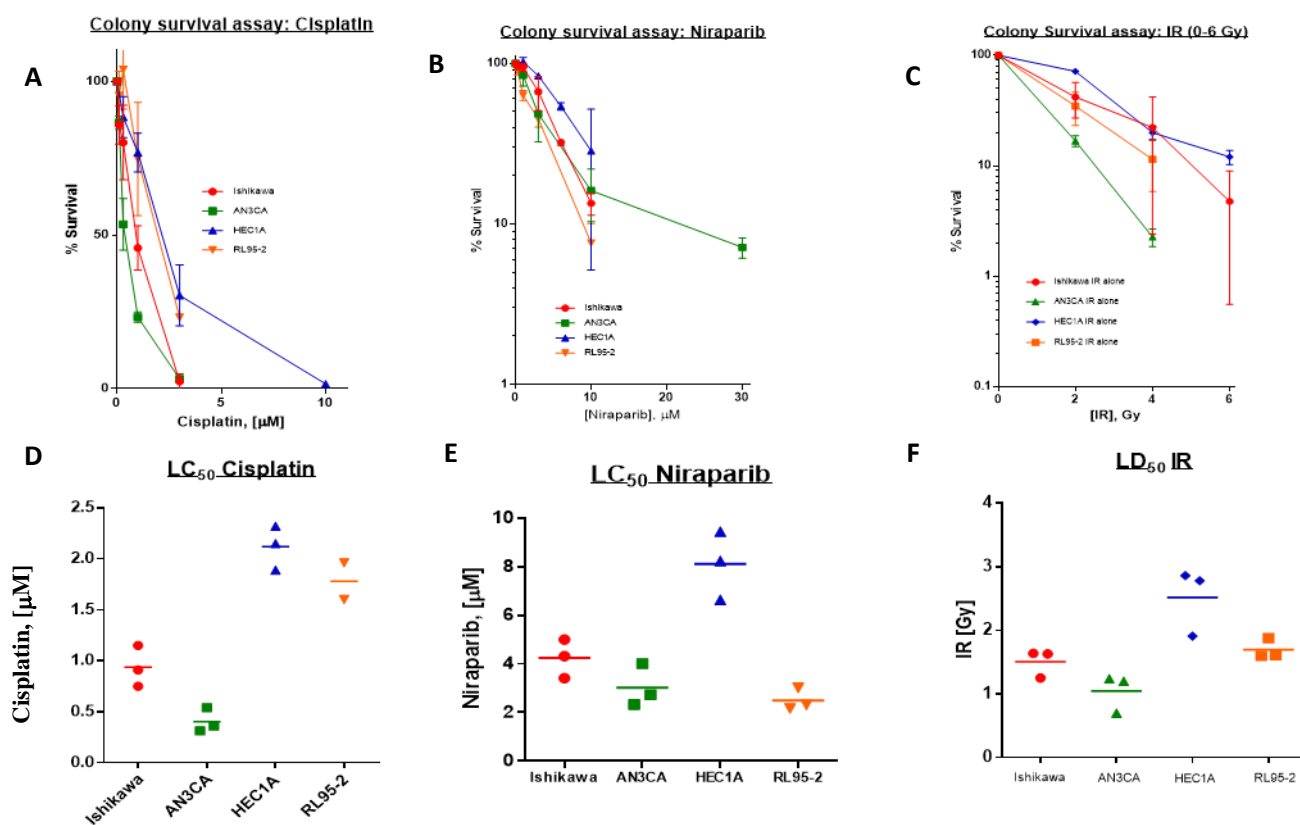 Colony survival assay: Cisplatin
A
% Survival
100
50
0
0
5
10
Cisplatin, [µM]
Ishikawa
AN3CA
HEC1A
RL95-2
Colony survival assay: Niraparib
B
% Survival
100
10
1
0
10
20
30
[Niraparib], µM
Ishikawa
AN3CA
HEC1A
RL95-2
Colony Survival assay: IR (0-6 Gy)
C
% Survival
100
10
1
0.1
0
2
4
6
[IR], Gy
Ishikawa IR alone
AN3CA IR alone
HEC1A IR alone
RL95-2 IR alone
D
LC50 Cisplatin
Cisplatin, [µM]
2.5
2.0
1.5
1.0
0.5
0.0
Ishikawa
AN3CA
HEC1A
RL95-2
E
LC50 Niraparib
Niraparib, [µM]
10
8
6
4
2
0
Ishikawa
AN3CA
HEC1A
RL95-2
F
LD50 IR
IR [Gy]
4
3
2
1
0
Ishikawa
AN3CA
HEC1A
RL95-2